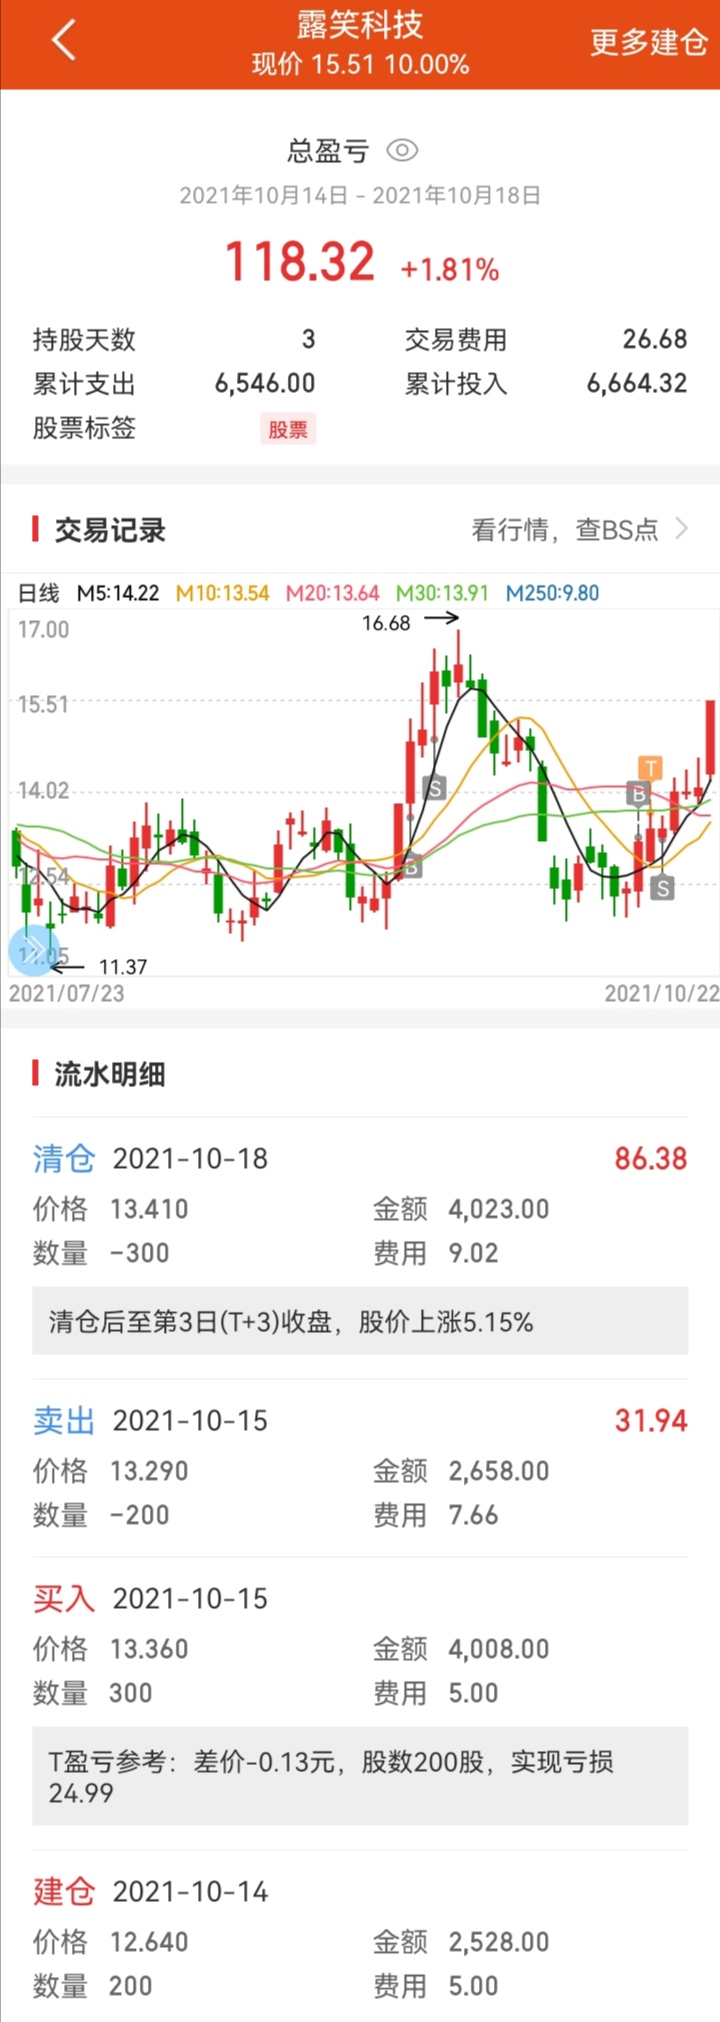 露笑科技
现价 15.51 10.00%
更多建仓
总盈亏
2021年10月14日 - 2021年10月18日
118.32 +1.81%
持股天数 3 交易费用 26.68
累计支出 6,546.00 累计投入 6,664.32
股票标签 股票
交易记录 看行情，查BS点
日线 M5:14.22 M10:13.54 M20:13.64 M30:13.91 M250:9.80
17.00
16.68
15.51
T
14.02
S
B
B
12.54
S
11.05
11.37
2021/07/23 2021/10/22
流水明细
清仓 2021-10-18 86.38
价格 13.410 金额 4,023.00
数量 -300 费用 9.02
清仓后至第3日(T+3)收盘，股价上涨5.15%
卖出 2021-10-15 31.94
价格 13.290 金额 2,658.00
数量 -200 费用 7.66
买入 2021-10-15
价格 13.360 金额 4,008.00
数量 300 费用 5.00
T盈亏参考：差价-0.13元，股数200股，实现亏损
24.99
建仓 2021-10-14
价格 12.640 金额 2,528.00
数量 200 费用 5.00